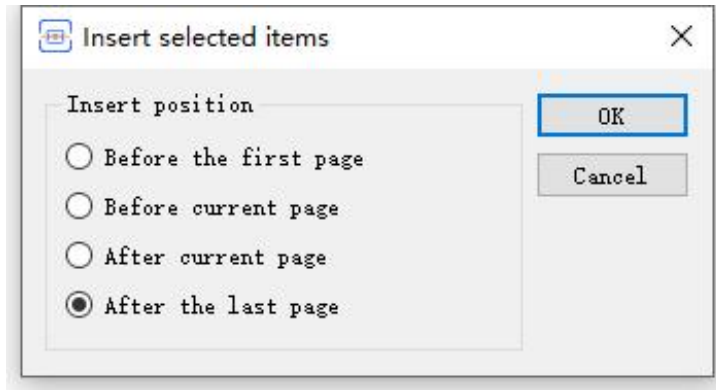 Insert selected items
Insert position
Before the first page
Before current page
After current page
After the last page
OK
Cancel